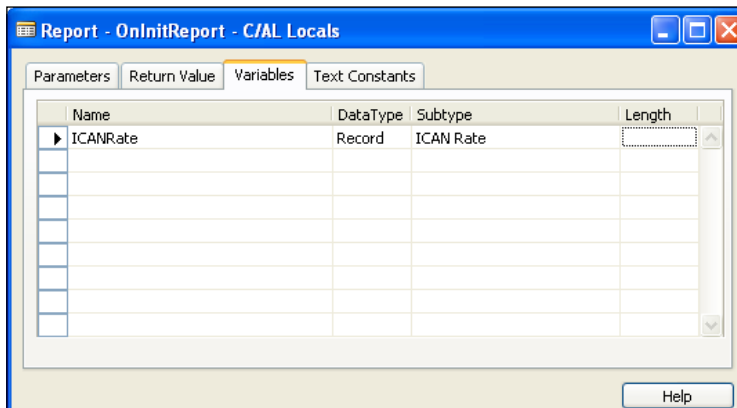 Report - OnInitReport - C/AL Locals
Parameters Return Value Variables Text Constants
Name DataType Subtype Length
ICANRate Record ICAN Rate
Help